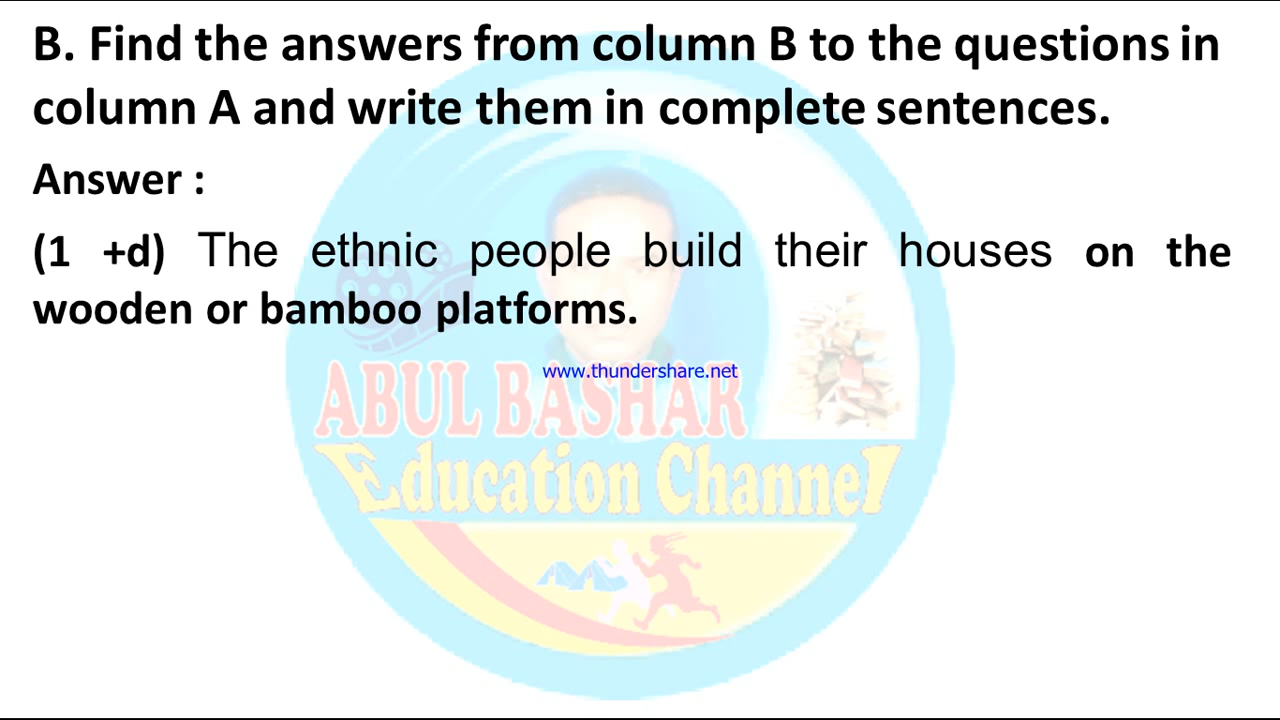 B. Find the answers from column B to the questions in
column A and write them in complete sentences.
Answer :
(1 +d) The ethnic people build their houses on the
wooden or bamboo platforms.
www.thundershare.net
ABUL BASHAR
Education Channel